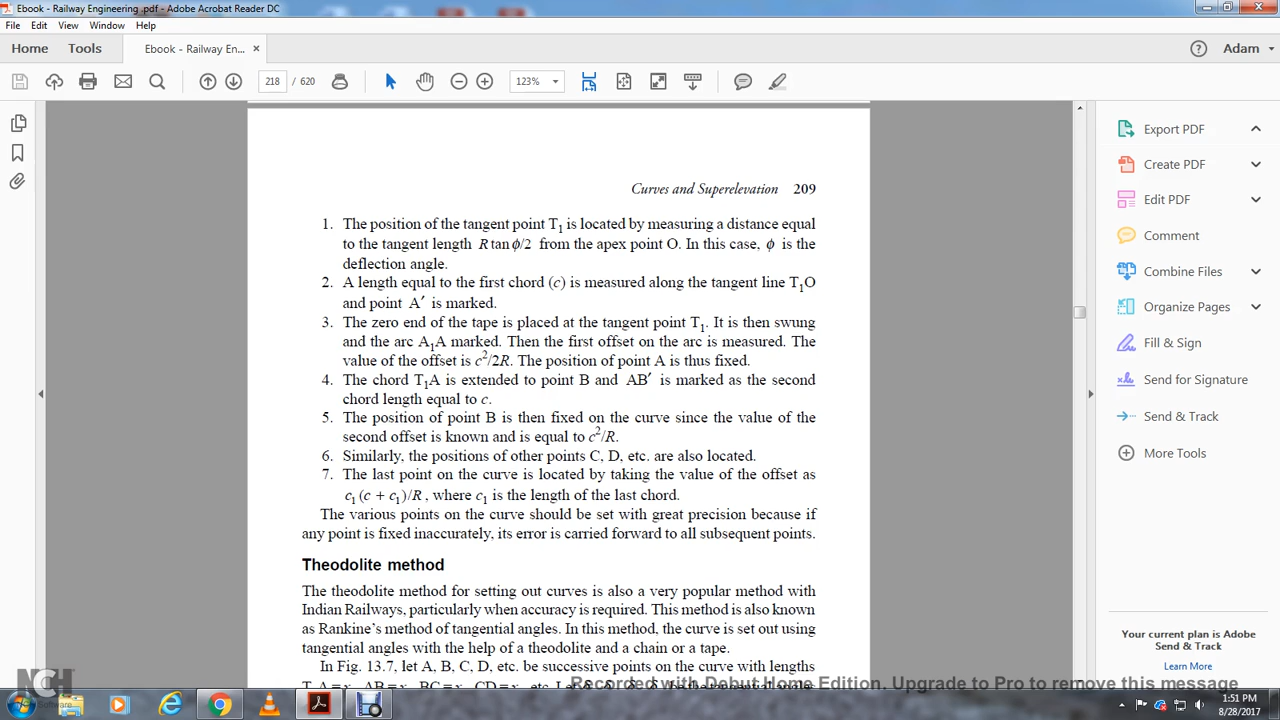 Ebook - Railway Engineering .pdf - Adobe Acrobat Reader DC
File Edit View Window Help
Home Tools Ebook - Railway En... × Adam
218 / 620 123%
Curves and Superelevation 209
1. The position of the tangent point T1 is located by measuring a distance equal
to the tangent length R tan ϕ/2 from the apex point O. In this case, ϕ is the
deflection angle.
2. A length equal to the first chord (c) is measured along the tangent line T1O
and point A′ is marked.
3. The zero end of the tape is placed at the tangent point T1. It is then swung
and the arc A1A marked. Then the first offset on the arc is measured. The
value of the offset is c²/2R. The position of point A is thus fixed.
4. The chord T1A is extended to point B and AB′ is marked as the second
chord length equal to c.
5. The position of point B is then fixed on the curve since the value of the
second offset is known and is equal to c²/R.
6. Similarly, the positions of other points C, D, etc. are also located.
7. The last point on the curve is located by taking the value of the offset as
c1 (c + c1)/R, where c1 is the length of the last chord.
The various points on the curve should be set with great precision because if
any point is fixed inaccurately, its error is carried forward to all subsequent points.
Theodolite method
The theodolite method for setting out curves is also a very popular method with
Indian Railways, particularly when accuracy is required. This method is also known
as Rankine's method of tangential angles. In this method, the curve is set out using
tangential angles with the help of a theodolite and a chain or a tape.
In Fig. 13.7, let A, B, C, D, etc. be successive points on the curve with lengths
Export PDF
Create PDF
Edit PDF
Comment
Combine Files
Organize Pages
Fill & Sign
Send for Signature
Send & Track
More Tools
Your current plan is Adobe
Send PDF
Learn More
Recorded with Debut Home Edition. Upgrade to Pro to remove this message
NCH Software
1:51 PM
8/28/2017